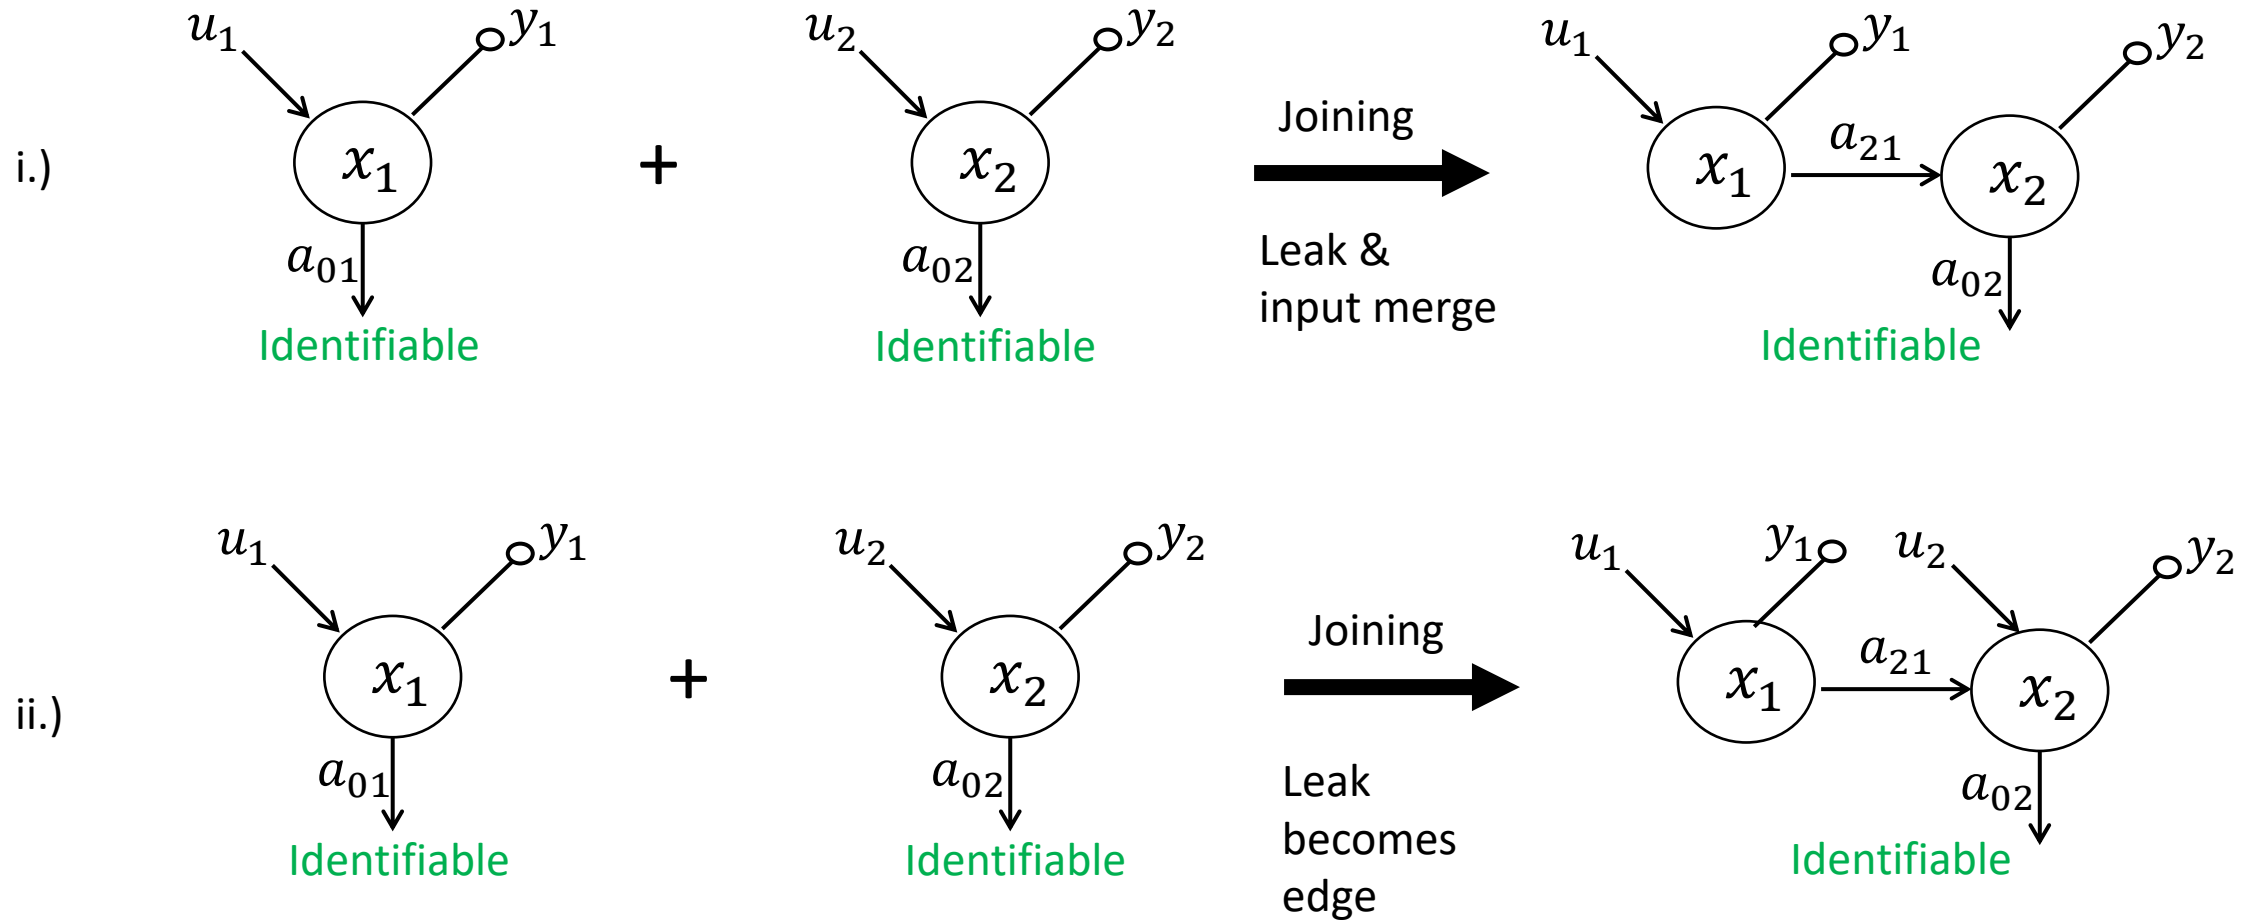 i.)
u₁
y₁
x₁
a₀₁
Identifiable
+
u₂
y₂
x₂
a₀₂
Identifiable
Joining
Leak &
input merge
u₁
y₁
x₁
a₂₁
y₂
x₂
a₀₂
Identifiable
ii.)
u₁
y₁
x₁
a₀₁
Identifiable
+
u₂
y₂
x₂
a₀₂
Identifiable
Joining
Leak
becomes
edge
u₁
y₁
x₁
a₂₁
u₂
y₂
x₂
a₀₂
Identifiable